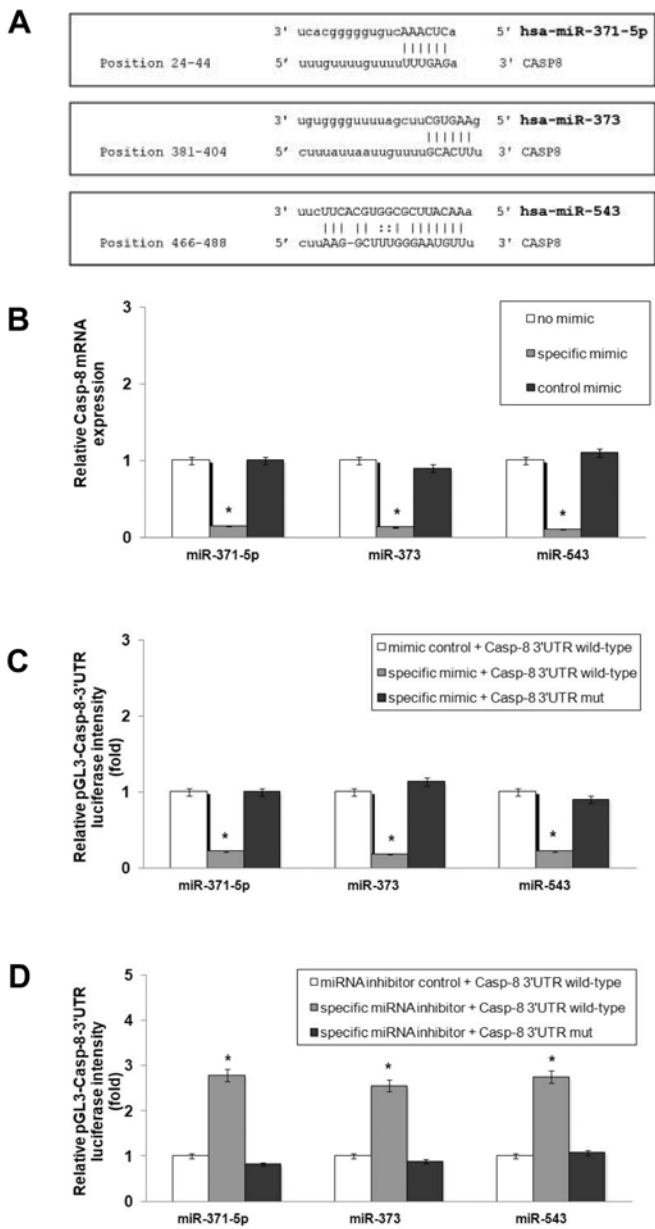 A
3' ucacgggggugucAAACUCa 5' hsa-miR-371-5p
||||||
Position 24-44 5' uuuguuuuguuuuUUUGAGa 3' CASP8
3' ugugggguuuuagcuuCGUGAAg 5' hsa-miR-373
||||||
Position 381-404 5' cuuuauuaauuguuuuGCACUUu 3' CASP8
3' uucUUCACGUGGCGCUUACAAa 5' hsa-miR-543
||| || ::| |||||||
Position 466-488 5' cuuAAG-GCUUUGGGAAUGUUu 3' CASP8
B
Relative Casp-8 mRNA
expression
3
2
1
0
no mimic
specific mimic
control mimic
* * *
miR-371-5p miR-373 miR-543
C
Relative pGL3-Casp-8-3'UTR
luciferase intensity
(fold)
3
2
1
0
mimic control + Casp-8 3'UTR wild-type
specific mimic + Casp-8 3'UTR wild-type
specific mimic + Casp-8 3'UTR mut
* * *
miR-371-5p miR-373 miR-543
D
Relative pGL3-Casp-8-3'UTR
luciferase intensity
(fold)
5
4
3
2
1
0
miRNA inhibitor control + Casp-8 3'UTR wild-type
specific miRNA inhibitor + Casp-8 3'UTR wild-type
specific miRNA inhibitor + Casp-8 3'UTR mut
* * *
miR-371-5p miR-373 miR-543